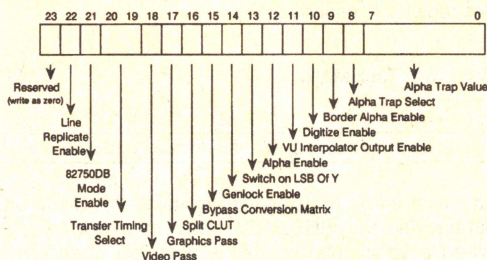 23 22 21 20 19 18 17 16 15 14 13 12 11 10 9 8 7 0
Reserved
(write as zero)
Alpha Trap Value
Alpha Trap Select
Line
Replicate
Enable
Border Alpha Enable
Digitize Enable
VU Interpolator Output Enable
Alpha Enable
82750DB
Mode
Enable
Switch on LSB Of Y
Genlock Enable
Bypass Conversion Matrix
Transfer Timing
Select
Split CLUT
Graphics Pass
Video Pass